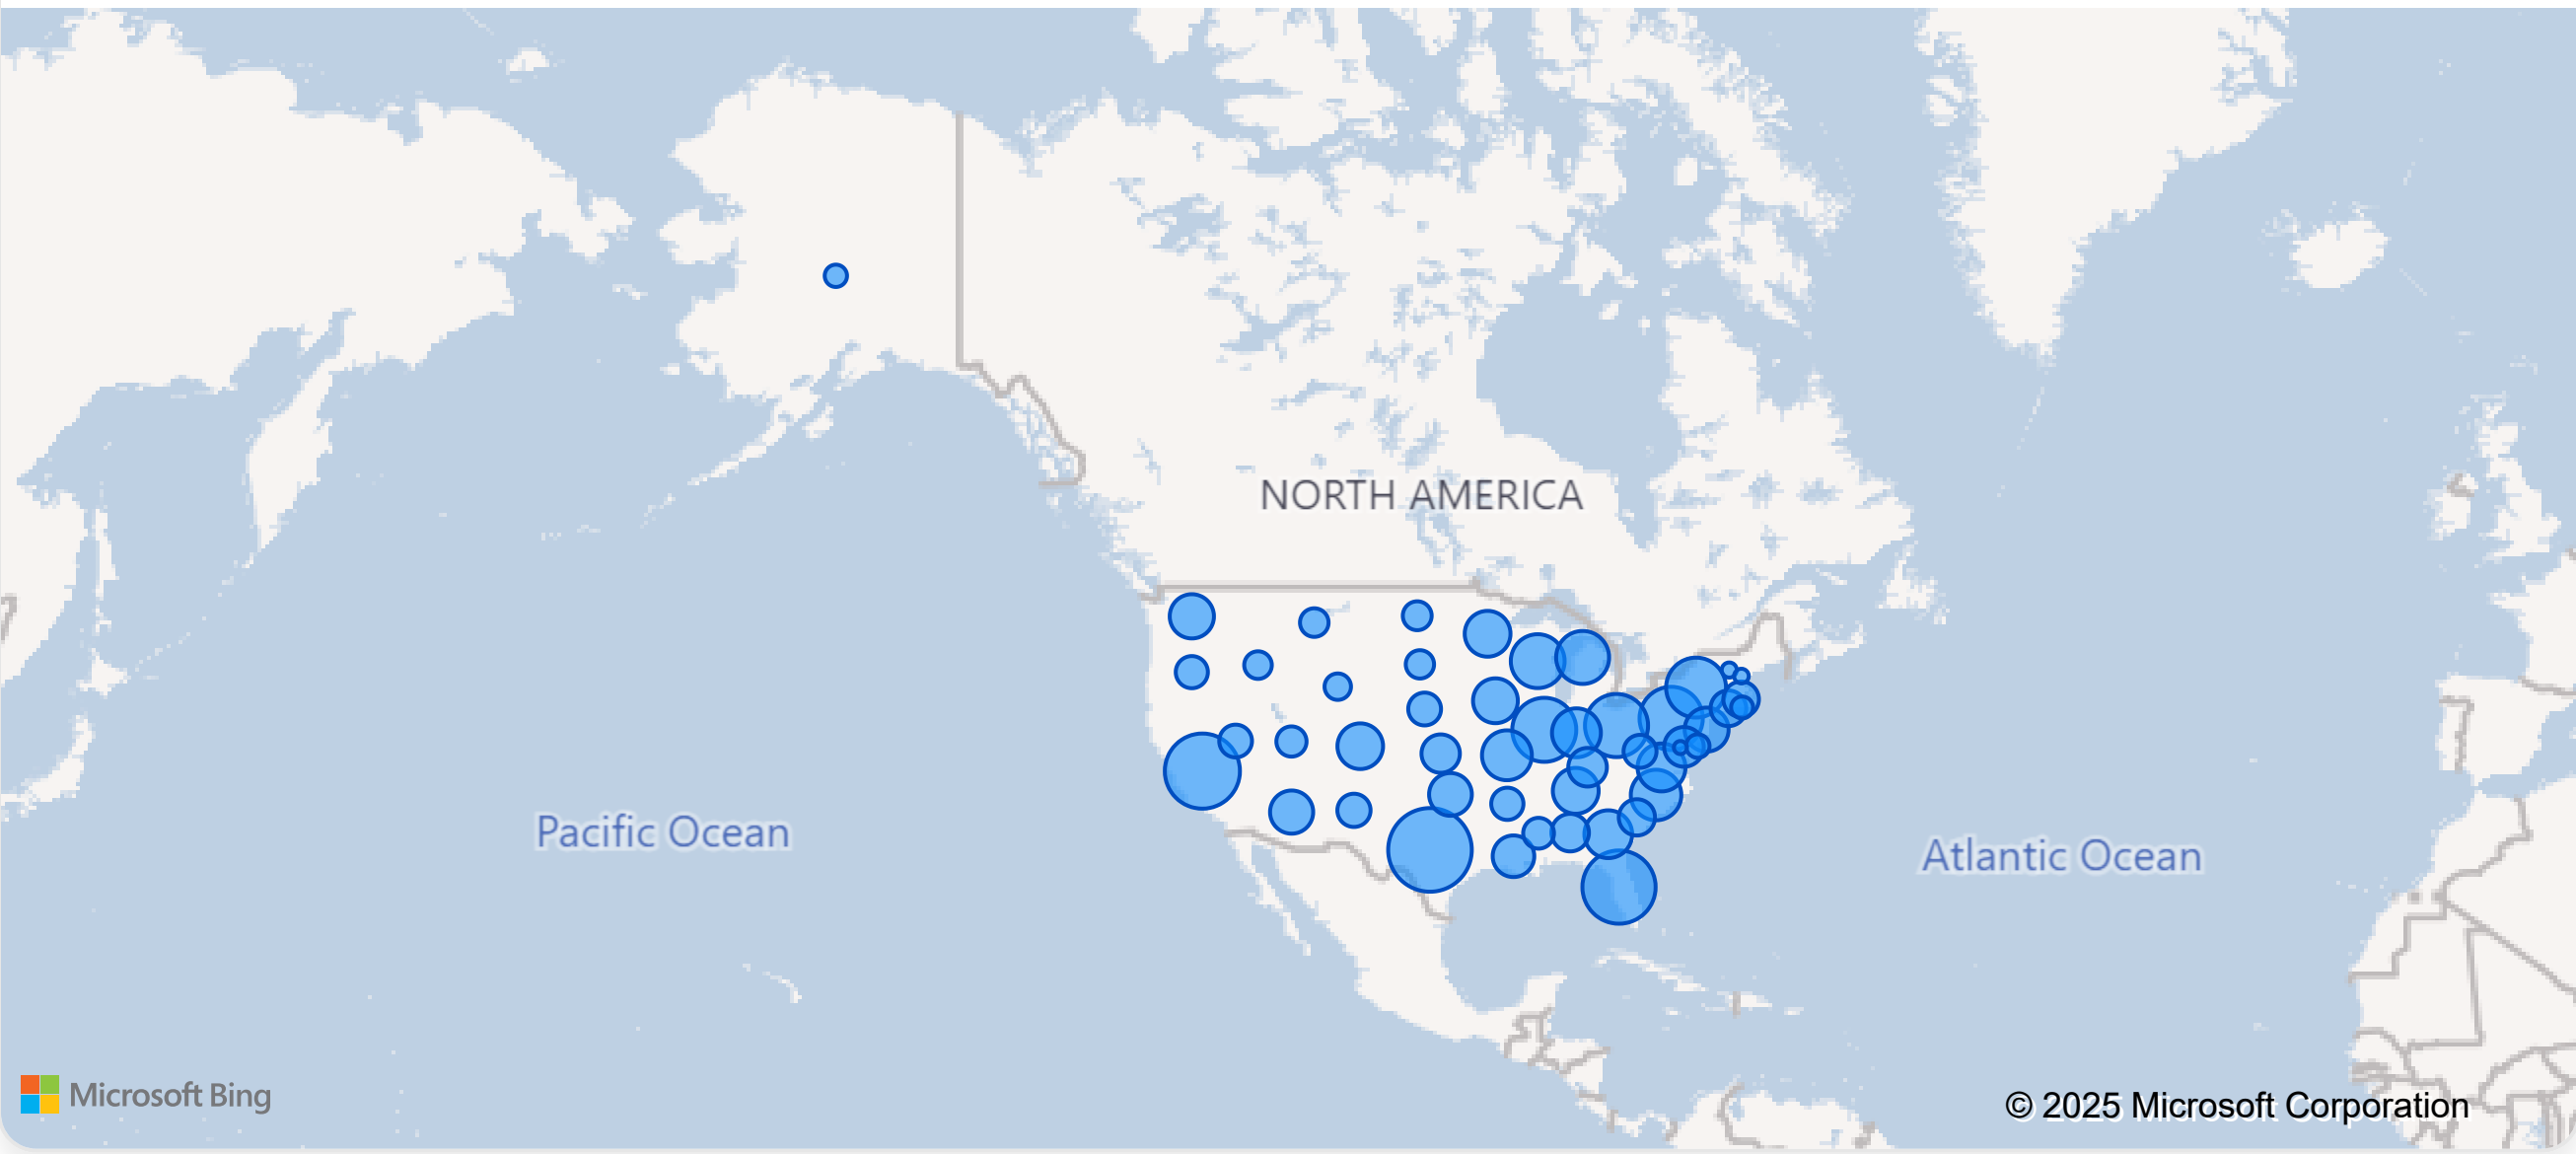 NORTH AMERICA
Pacific Ocean
Atlantic Ocean
Microsoft Bing
© 2025 Microsoft Corporation